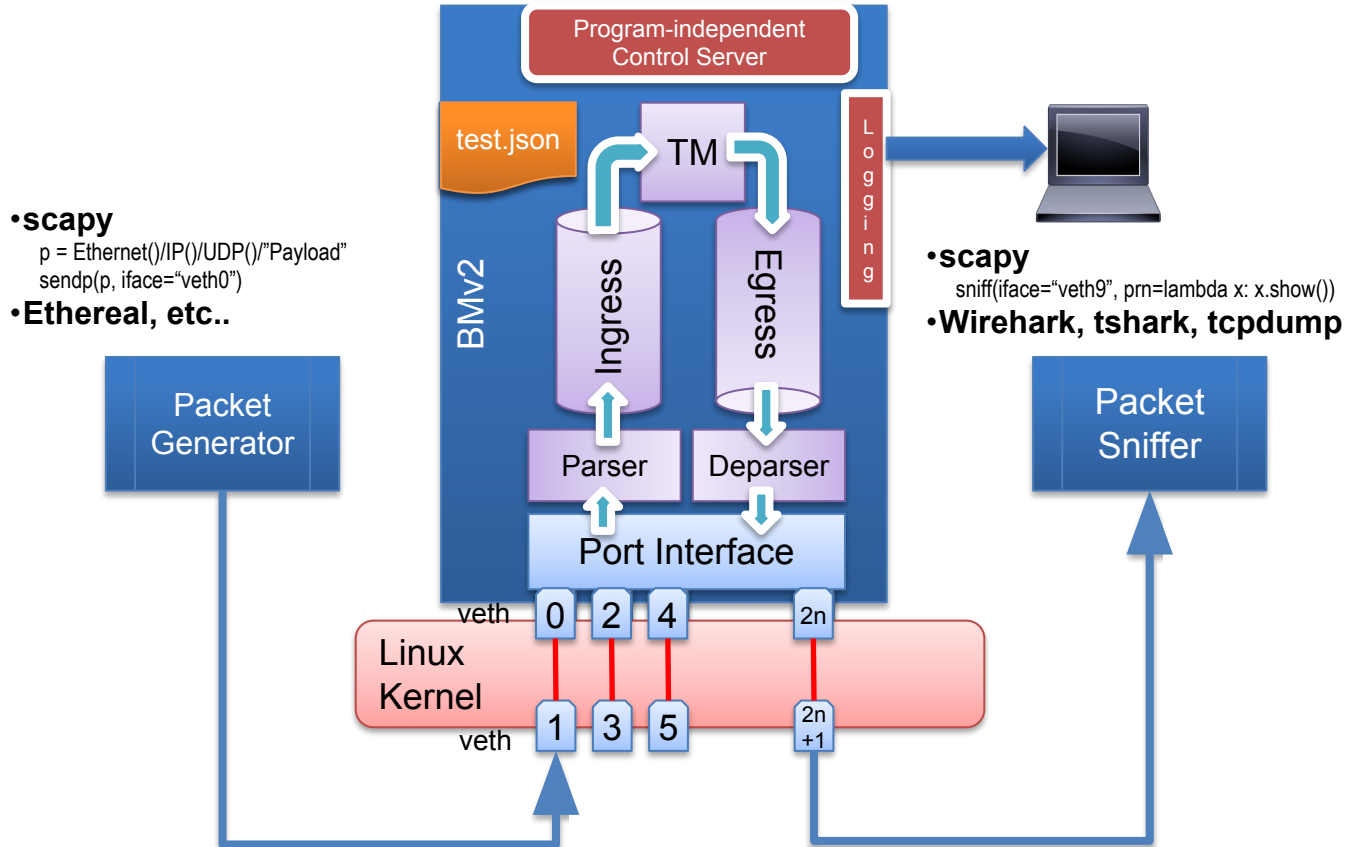 Program-independent
Control Server
test.json
TM
Logging
BMv2
Ingress
Egress
Parser
Deparser
Port Interface
•scapy
p = Ethernet()/IP()/UDP()/”Payload”
sendp(p, iface=“veth0”)
•Ethereal, etc..
Packet
Generator
•scapy
sniff(iface=“veth9”, prn=lambda x: x.show())
•Wirehark, tshark, tcpdump
Packet
Sniffer
veth 0 2 4 2n
Linux
Kernel
veth 1 3 5 2n
+1